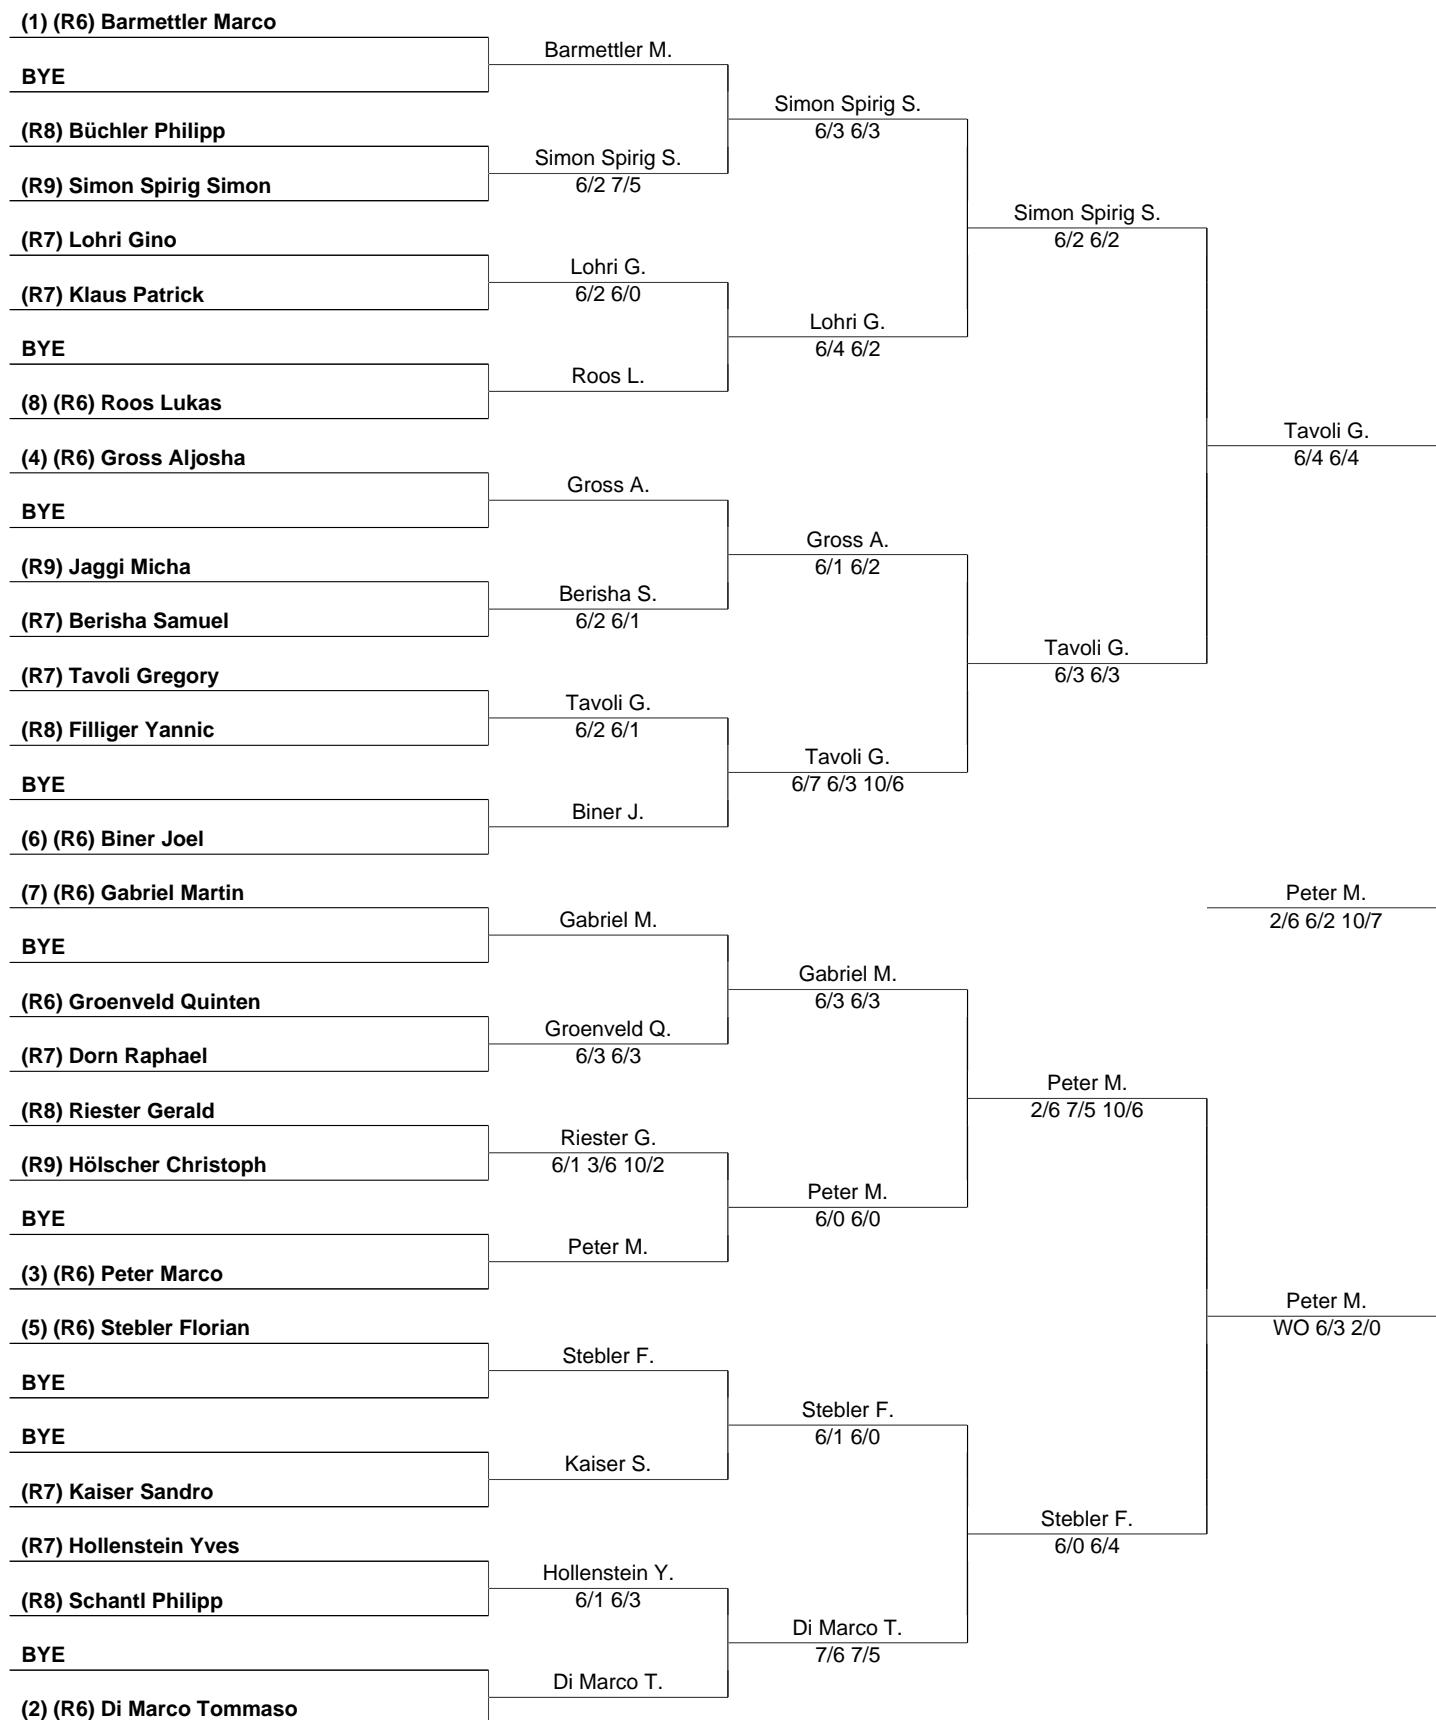 (1) (R6) Barmettler Marco
BYE
(R8) Büchler Philipp
(R9) Simon Spirig Simon
(R7) Lohri Gino
(R7) Klaus Patrick
BYE
(8) (R6) Roos Lukas
(4) (R6) Gross Aljosha
BYE
(R9) Jaggi Micha
(R7) Berisha Samuel
(R7) Tavoli Gregory
(R8) Filliger Yannic
BYE
(6) (R6) Biner Joel
(7) (R6) Gabriel Martin
BYE
(R6) Groenveld Quinten
(R7) Dorn Raphael
(R8) Riester Gerald
(R9) Hölscher Christoph
BYE
(3) (R6) Peter Marco
(5) (R6) Stebler Florian
BYE
BYE
(R7) Kaiser Sandro
(R7) Hollenstein Yves
(R8) Schantl Philipp
BYE
(2) (R6) Di Marco Tommaso
Barmettler M.
Simon Spirig S.
6/2 7/5
Lohri G.
6/2 6/0
Roos L.
Gross A.
Berisha S.
6/2 6/1
Tavoli G.
6/2 6/1
Biner J.
Gabriel M.
Groenveld Q.
6/3 6/3
Riester G.
6/1 3/6 10/2
Peter M.
Stebler F.
Kaiser S.
Hollenstein Y.
6/1 6/3
Di Marco T.
Simon Spirig S.
6/3 6/3
Lohri G.
6/4 6/2
Gross A.
6/1 6/2
Tavoli G.
6/7 6/3 10/6
Gabriel M.
6/3 6/3
Peter M.
6/0 6/0
Stebler F.
6/1 6/0
Di Marco T.
7/6 7/5
Simon Spirig S.
6/2 6/2
Tavoli G.
6/3 6/3
Peter M.
2/6 7/5 10/6
Stebler F.
6/0 6/4
Tavoli G.
6/4 6/4
Peter M.
2/6 6/2 10/7
Peter M.
WO 6/3 2/0